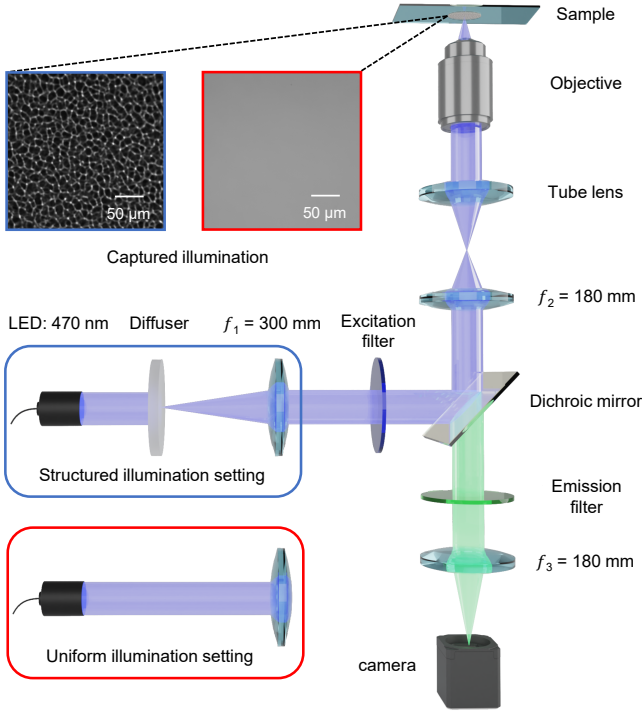 Sample
Objective
50 μm
50 μm
Tube lens
Captured illumination
LED: 470 nm
Diffuser
f₁ = 300 mm
Excitation
filter
f₂ = 180 mm
Dichroic mirror
Structured illumination setting
Emission
filter
f₃ = 180 mm
Uniform illumination setting
camera